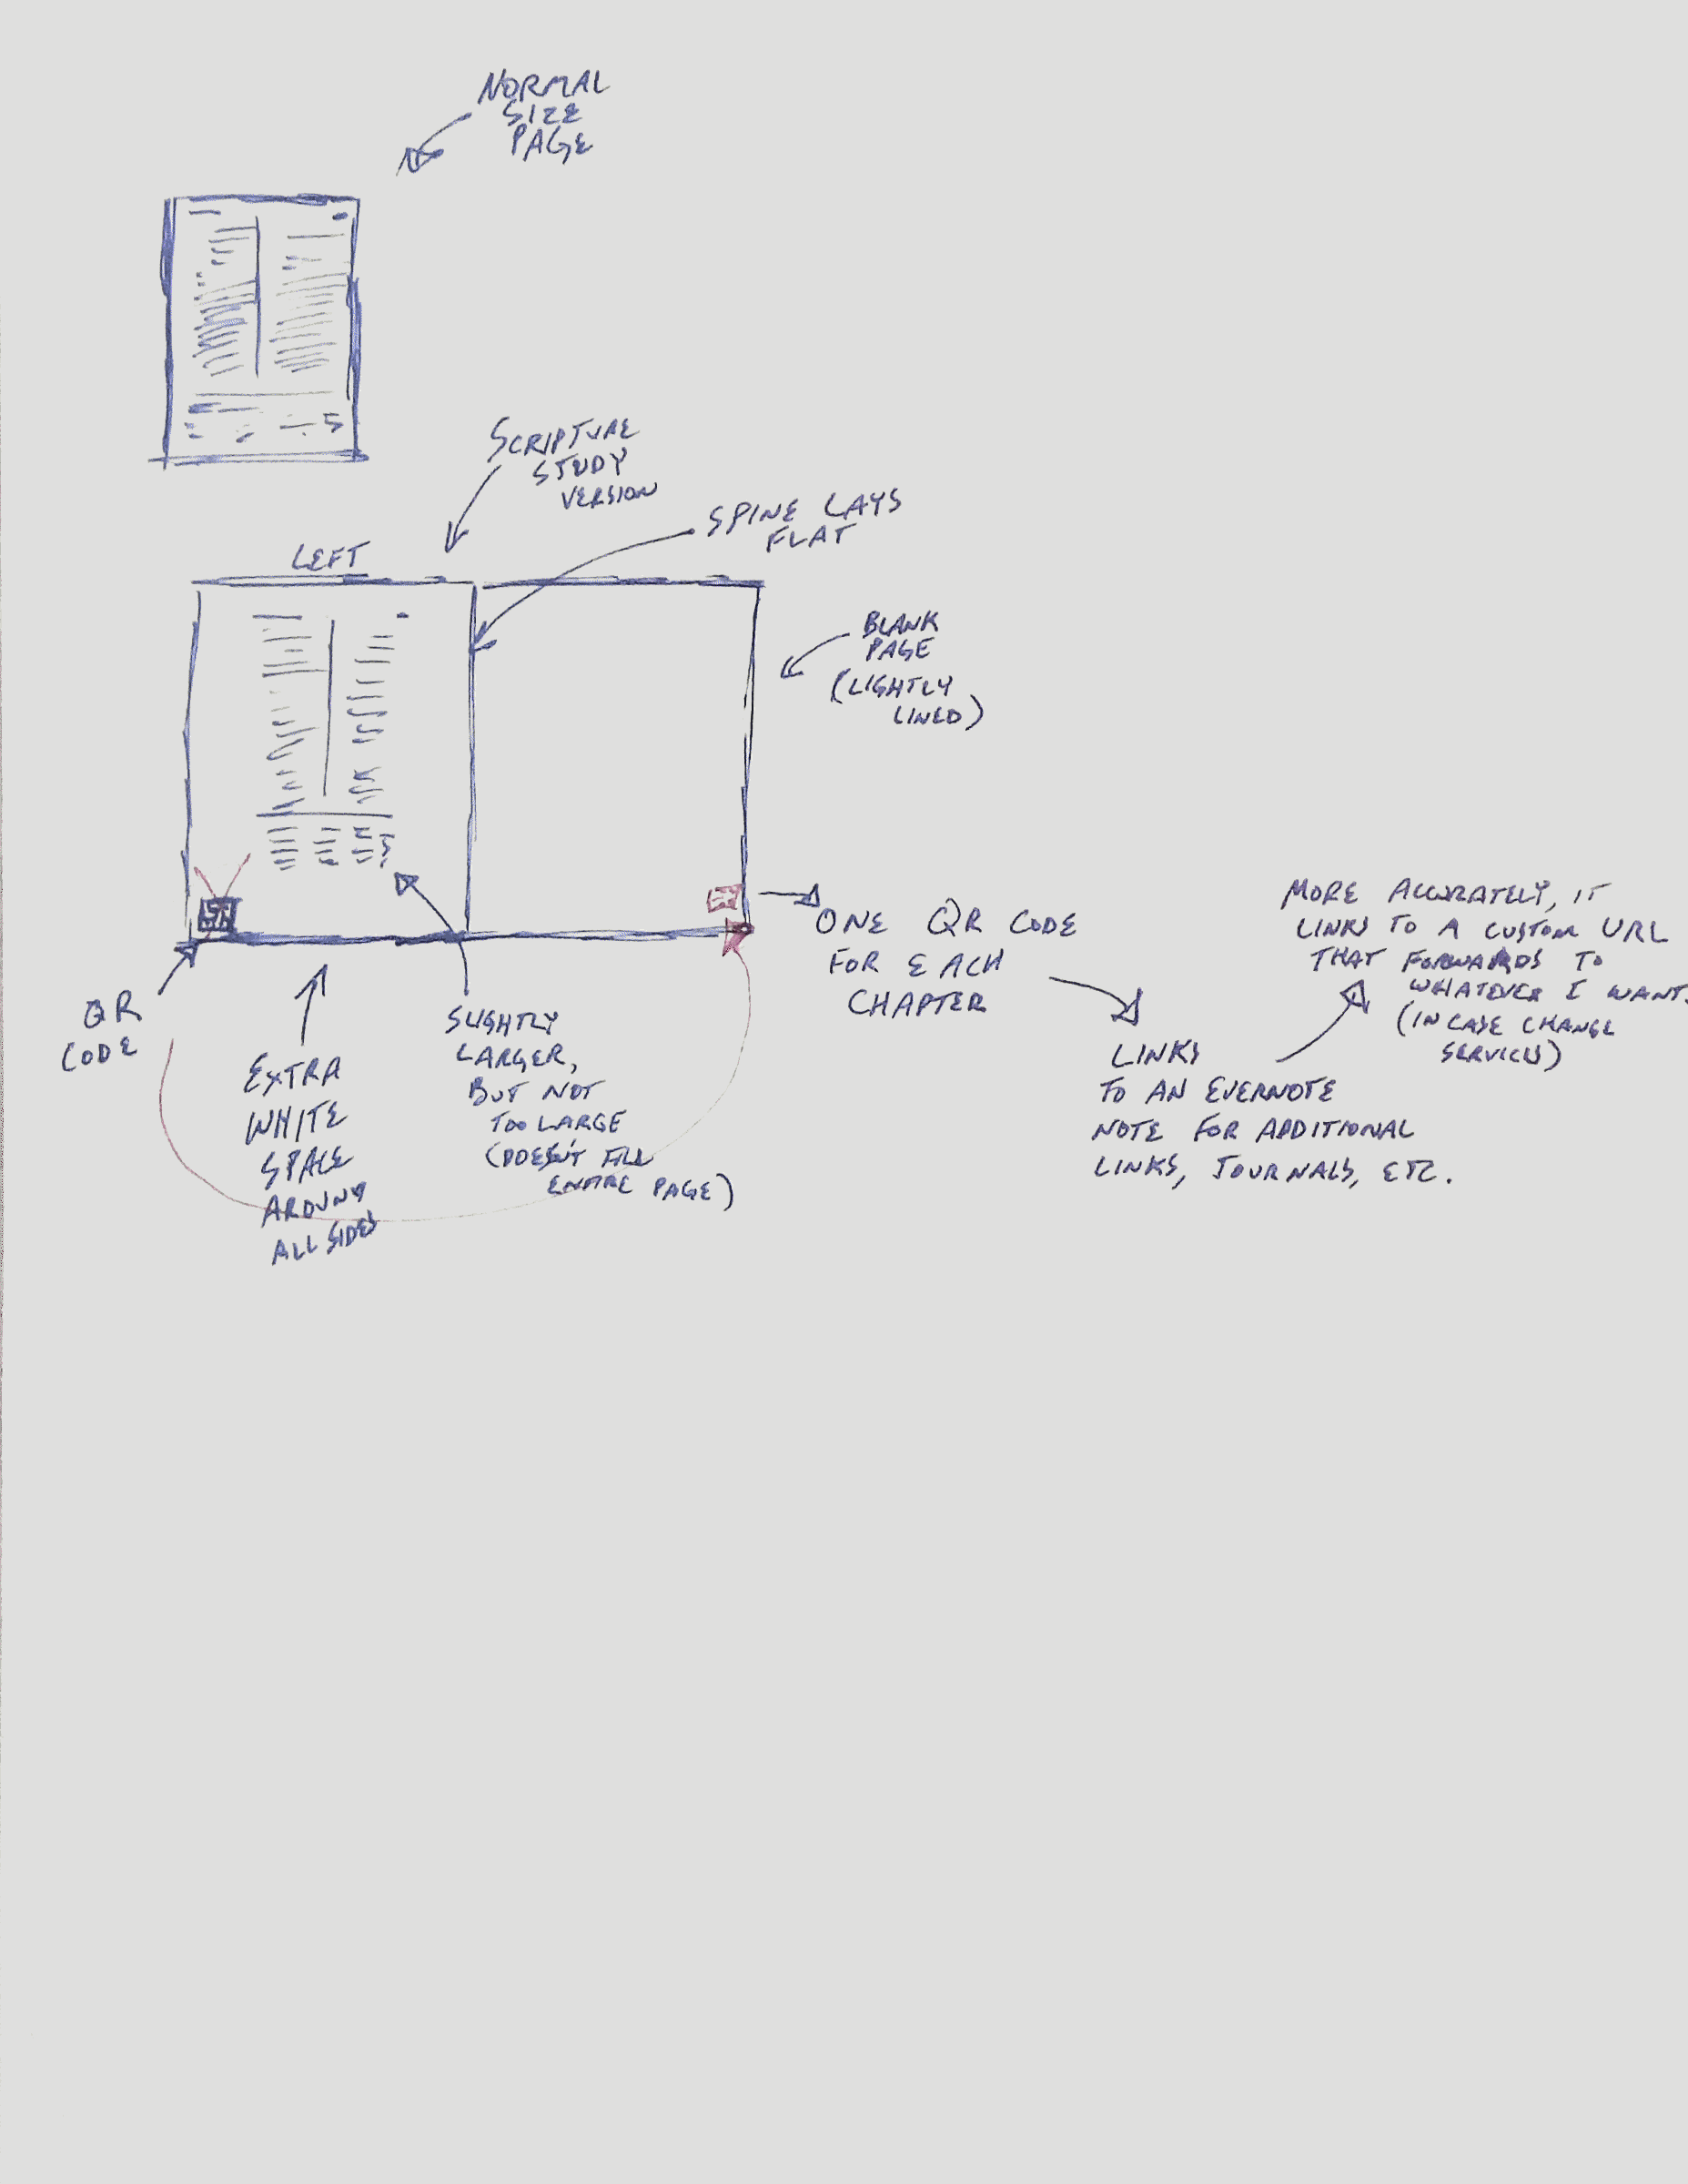 NORMAL
SIZE
PAGE
SCRIPTURE
STUDY
VERSION
SPINE LAYS
FLAT
LEFT
BLANK
PAGE
(LIGHTLY
LINED)
QR
CODE
EXTRA
WHITE
SPACE
AROUND
ALL SIDES
SLIGHTLY
LARGER,
BUT NOT
TOO LARGE
(DOESN'T FILL
ENTIRE PAGE)
ONE QR CODE
FOR EACH
CHAPTER
LINKS
TO AN EVERNOTE
NOTE FOR ADDITIONAL
LINKS, JOURNALS, ETC.
MORE ACCURATELY, IT
LINKS TO A CUSTOM URL
THAT FORWARDS TO
WHATEVER I WANT.
(IN CASE CHANGE
SERVICES)